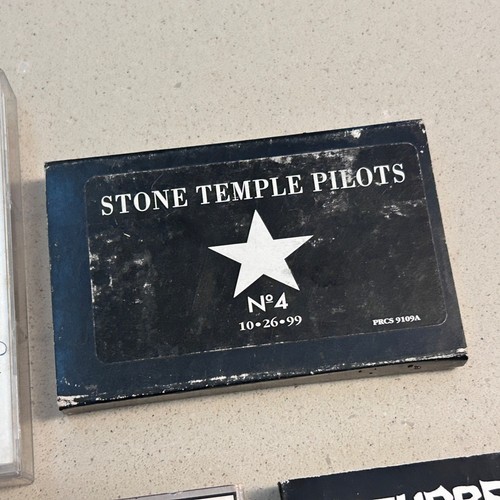 STONE TEMPLE PILOTS
Nº4
10•26•99
PRCS 9109A